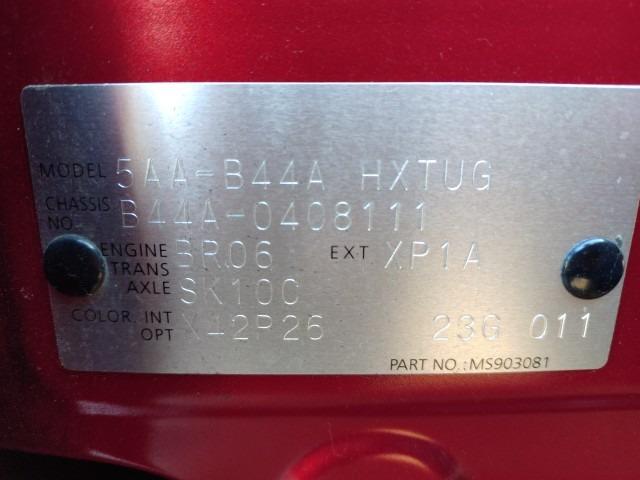 MODEL 5AA-B44A HXTUG
CHASSIS NO. B44A-0408111
ENGINE BR06 EXT XP1A
TRANS AXLE SK10C
COLOR. INT OPT X42P26 23G 011
PART NO.:MS903081